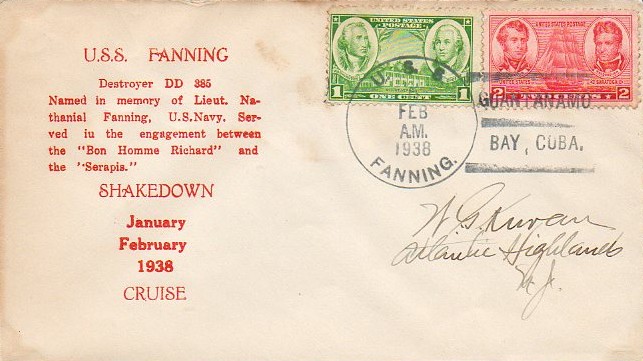 U.S.S. FANNING
Destroyer DD 385
Named in memory of Lieut. Na-
thanial Fanning, U.S.Navy. Ser-
ved iu the engagement between
the "Bon Homme Richard" and
the "Serapis."
SHAKEDOWN
January
February
1938
CRUISE
UNITED STATES POSTAGE
1 1
ONE CENT
UNITED STATES POSTAGE
2 2
U. S. S.
FEB
A.M.
1938
FANNING.
GUANTANAMO
BAY, CUBA.
W. G.
Atlantic Highlands
N.J.